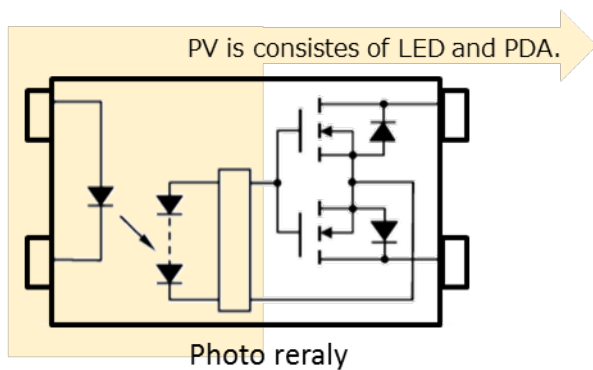 PV is consistes of LED and PDA.
Photo reraly